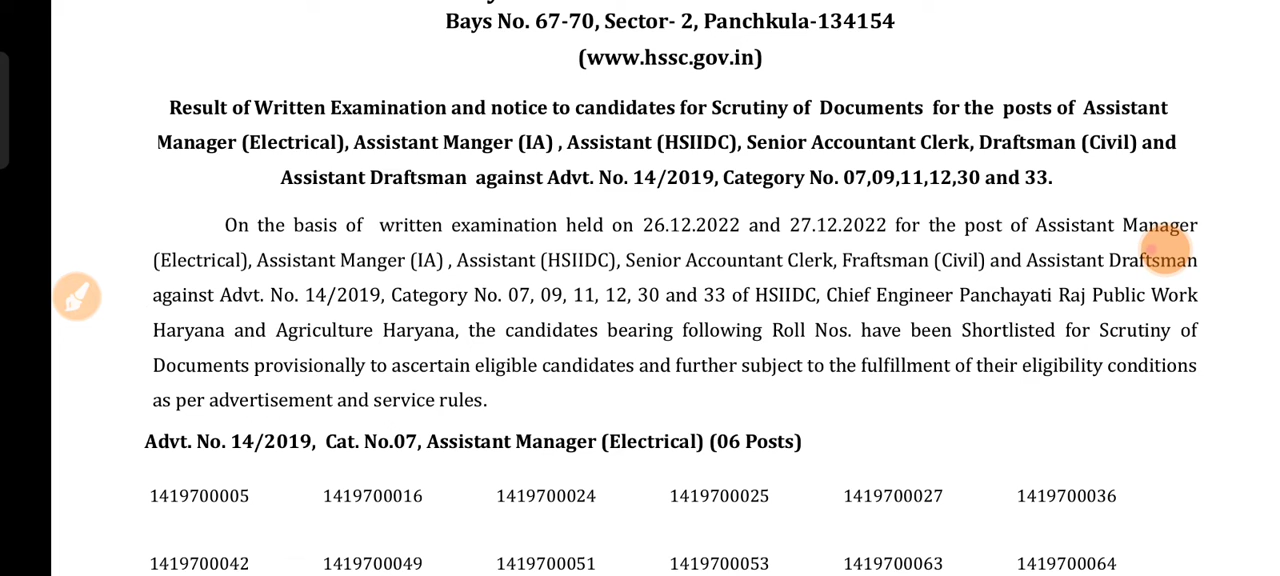 Bays No. 67-70, Sector- 2, Panchkula-134154
(www.hssc.gov.in)
Result of Written Examination and notice to candidates for Scrutiny of Documents for the posts of Assistant
Manager (Electrical), Assistant Manger (IA) , Assistant (HSIIDC), Senior Accountant Clerk, Draftsman (Civil) and
Assistant Draftsman against Advt. No. 14/2019, Category No. 07,09,11,12,30 and 33.
On the basis of written examination held on 26.12.2022 and 27.12.2022 for the post of Assistant Manager
(Electrical), Assistant Manger (IA) , Assistant (HSIIDC), Senior Accountant Clerk, Fraftsman (Civil) and Assistant Draftsman
against Advt. No. 14/2019, Category No. 07, 09, 11, 12, 30 and 33 of HSIIDC, Chief Engineer Panchayati Raj Public Work
Haryana and Agriculture Haryana, the candidates bearing following Roll Nos. have been Shortlisted for Scrutiny of
Documents provisionally to ascertain eligible candidates and further subject to the fulfillment of their eligibility conditions
as per advertisement and service rules.
Advt. No. 14/2019, Cat. No.07, Assistant Manager (Electrical) (06 Posts)
1419700005 1419700016 1419700024 1419700025 1419700027 1419700036
1419700042 1419700049 1419700051 1419700053 1419700063 1419700064